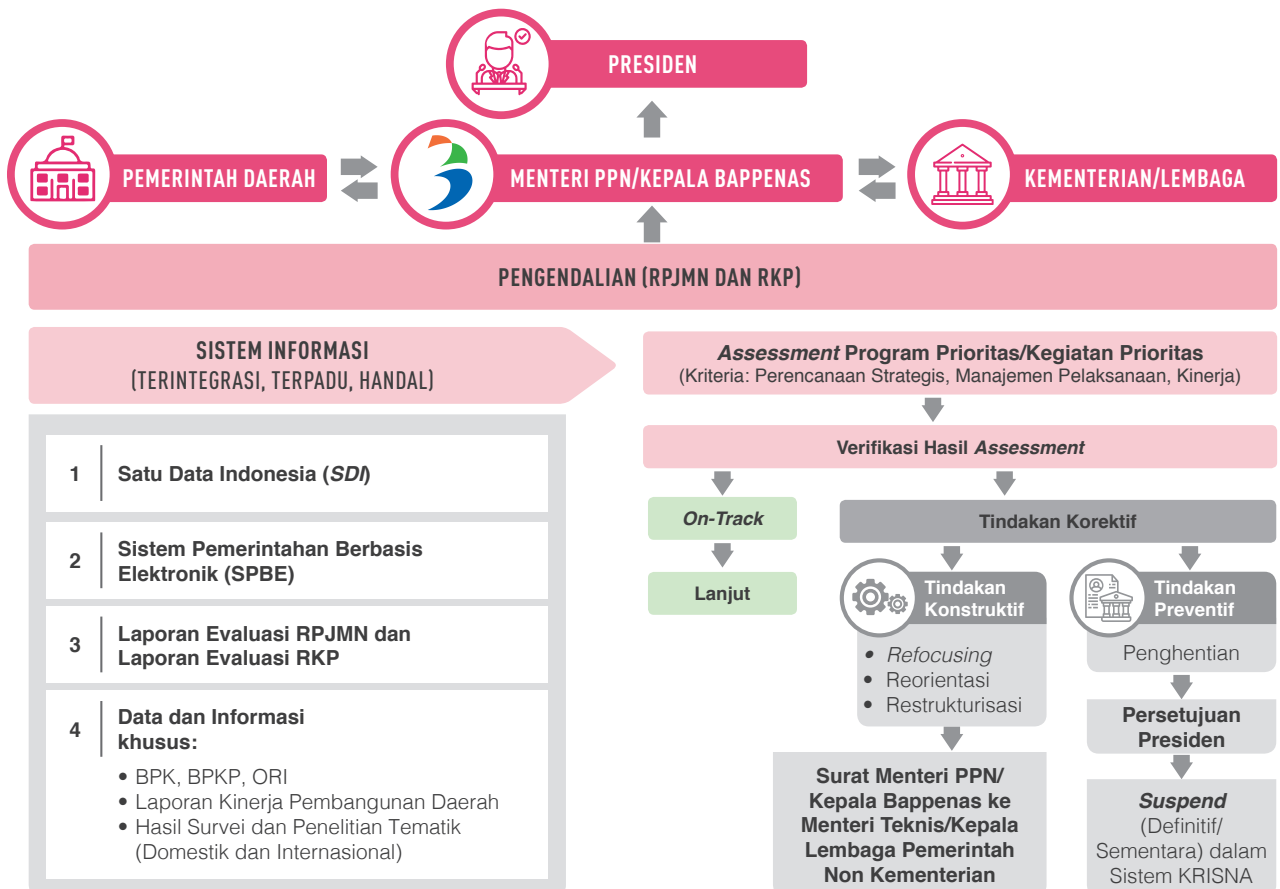 PRESIDEN
PEMERINTAH DAERAH
MENTERI PPN/KEPALA BAPPENAS
KEMENTERIAN/LEMBAGA
PENGENDALIAN (RPJMN DAN RKP)
SISTEM INFORMASI
(TERINTEGRASI, TERPADU, HANDAL)
1
Satu Data Indonesia (SDI)
2
Sistem Pemerintahan Berbasis
Elektronik (SPBE)
3
Laporan Evaluasi RPJMN dan
Laporan Evaluasi RKP
4
Data dan Informasi
khusus:
• BPK, BPKP, ORI
• Laporan Kinerja Pembangunan Daerah
• Hasil Survei dan Penelitian Tematik
(Domestik dan Internasional)
Assessment Program Prioritas/Kegiatan Prioritas
(Kriteria: Perencanaan Strategis, Manajemen Pelaksanaan, Kinerja)
Verifikasi Hasil Assessment
On-Track
Lanjut
Tindakan Korektif
Tindakan
Konstruktif
• Refocusing
• Reorientasi
• Restrukturisasi
Surat Menteri PPN/
Kepala Bappenas ke
Menteri Teknis/Kepala
Lembaga Pemerintah
Non Kementerian
Tindakan
Preventif
Penghentian
Persetujuan
Presiden
Suspend
(Definitif/
Sementara) dalam
Sistem KRISNA